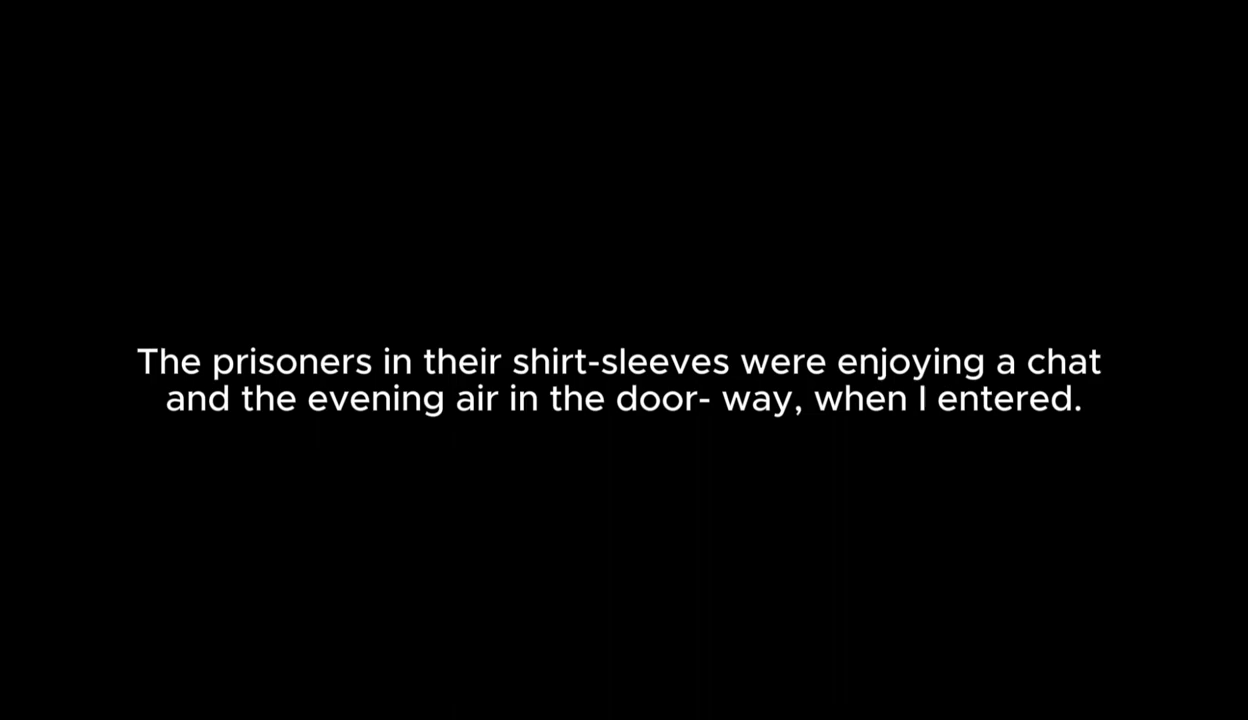 The prisoners in their shirt-sleeves were enjoying a chat
and the evening air in the door- way, when I entered.